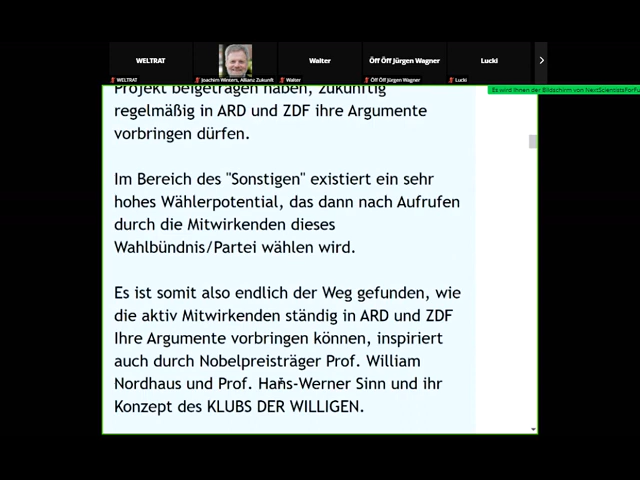 WELTRAT
Walter
Öff Öff Jürgen Wagner
Lucki
WELTRAT
Joachim Winters, Allianz Zukunft
Walter
Öff Öff Jürgen Wagner
Lucki
Es wird Ihnen der Bildschirm von NextScientistsForFu
Projekt beigetragen haben, zukünftig
regelmäßig in ARD und ZDF ihre Argumente
vorbringen dürfen.
Im Bereich des "Sonstigen" existiert ein sehr
hohes Wählerpotential, das dann nach Aufrufen
durch die Mitwirkenden dieses
Wahlbündnis/Partei wählen wird.
Es ist somit also endlich der Weg gefunden, wie
die aktiv Mitwirkenden ständig in ARD und ZDF
Ihre Argumente vorbringen können, inspiriert
auch durch Nobelpreisträger Prof. William
Nordhaus und Prof. Hans-Werner Sinn und ihr
Konzept des KLUBS DER WILLIGEN.